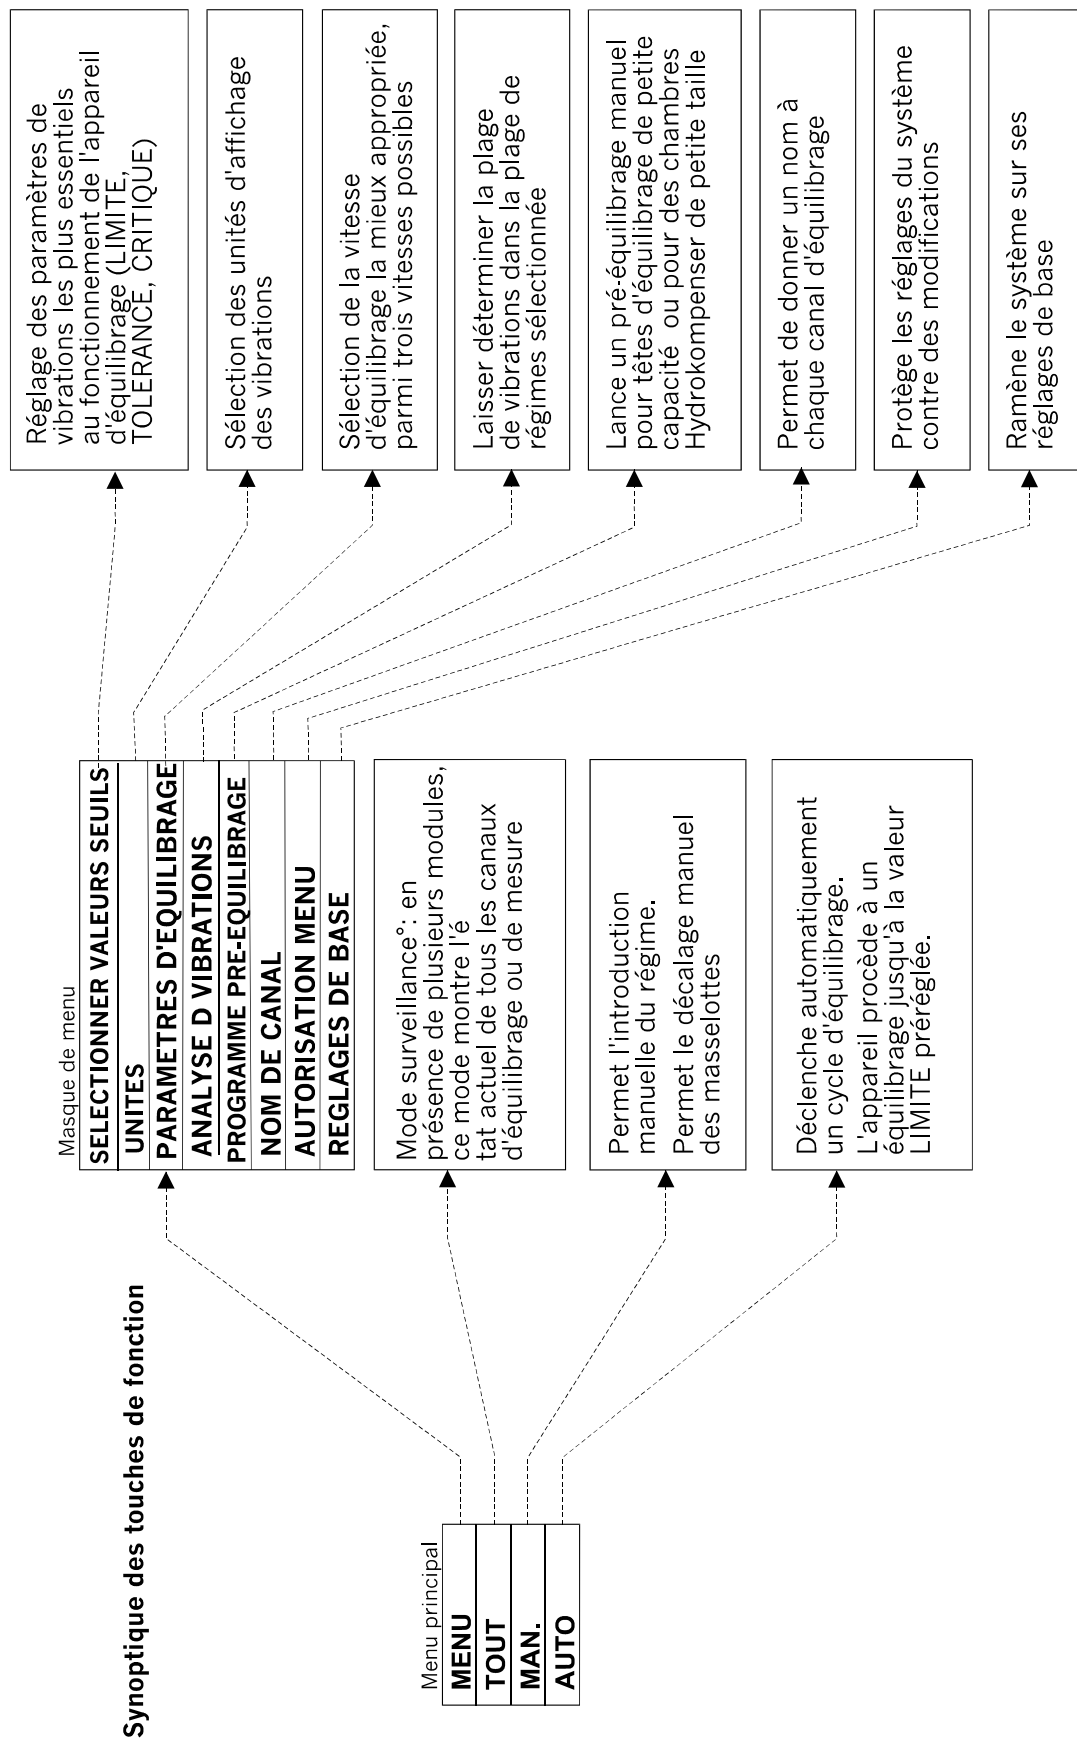 Synoptique des touches de fonction
Menu principal
MENU
TOUT
MAN.
AUTO
Masque de menu
SELECTIONNER VALEURS SEUILS
UNITES
PARAMETRES D'EQUILIBRAGE
ANALYSE D VIBRATIONS
PROGRAMME PRE-EQUILIBRAGE
NOM DE CANAL
AUTORISATION MENU
REGLAGES DE BASE
Mode surveillance°: en
présence de plusieurs modules,
ce mode montre l'é
tat actuel de tous les canaux
d'équilibrage ou de mesure
Permet l'introduction
manuelle du régime.
Permet le décalage manuel
des masselottes
Déclenche automatiquement
un cycle d'équilibrage.
L'appareil procède à un
équilibrage jusqu'à la valeur
LIMITE préréglée.
Réglage des paramètres de
vibrations les plus essentiels
au fonctionnement de l'appareil
d'équilibrage (LIMITE,
TOLERANCE, CRITIQUE)
Sélection des unités d'affichage
des vibrations
Sélection de la vitesse
d'équilibrage la mieux appropriée,
parmi trois vitesses possibles
Laisser déterminer la plage
de vibrations dans la plage de
régimes sélectionnée
Lance un pré-équilibrage manuel
pour têtes d'équilibrage de petite
capacité ou pour des chambres
Hydrokompenser de petite taille
Permet de donner un nom à
chaque canal d'équilibrage
Protège les réglages du système
contre des modifications
Ramène le système sur ses
réglages de base